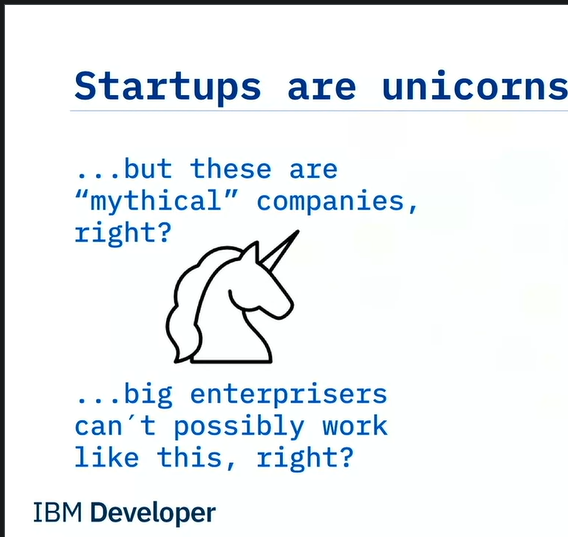 Startups are unicorns
...but these are
“mythical” companies,
right?
...big enterprisers
can´t possibly work
like this, right?
IBM Developer